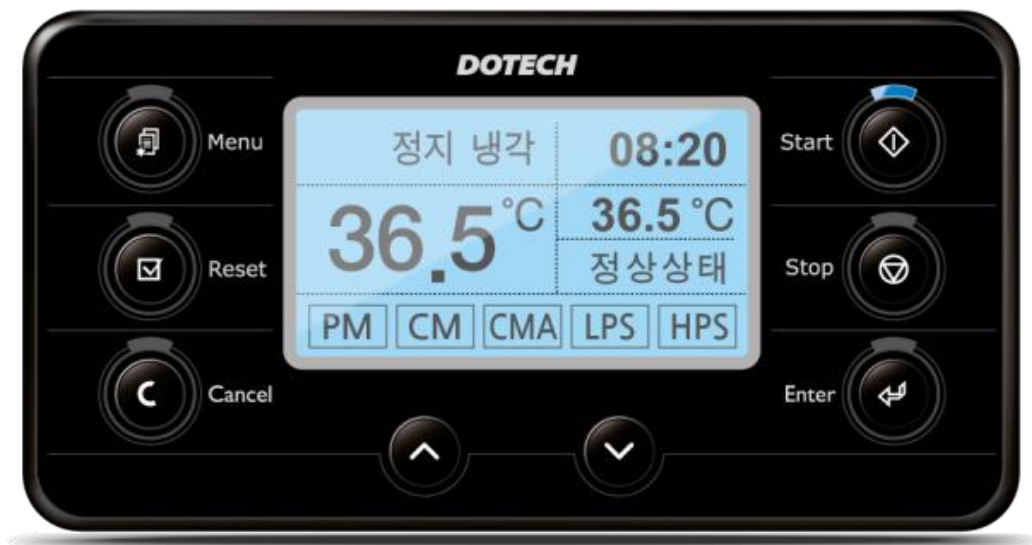 DOTECH
Menu
정지 냉각
08:20
Start
36.5°C
36.5 °C
Reset
정상상태
Stop
PM CM CMA LPS HPS
Cancel
Enter